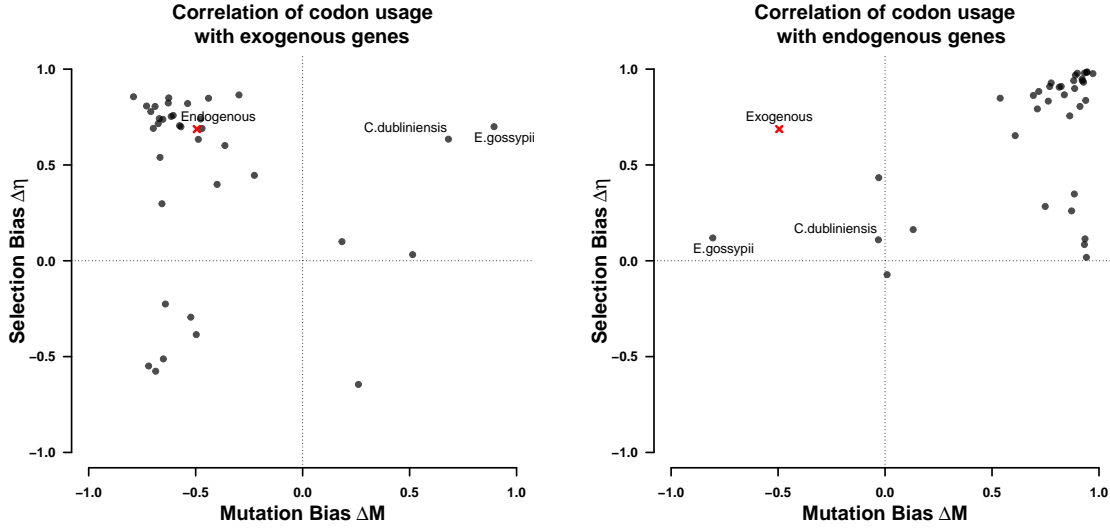 Correlation of codon usage
with exogenous genes
1.0
0.5
0.0
−0.5
−1.0
Selection Bias Δη
Endogenous
C.dubliniensis
E.gossypii
−1.0 −0.5 0.0 0.5 1.0
Mutation Bias ΔM
Correlation of codon usage
with endogenous genes
1.0
0.5
0.0
−0.5
−1.0
Selection Bias Δη
Exogenous
C.dubliniensis
E.gossypii
−1.0 −0.5 0.0 0.5 1.0
Mutation Bias ΔM